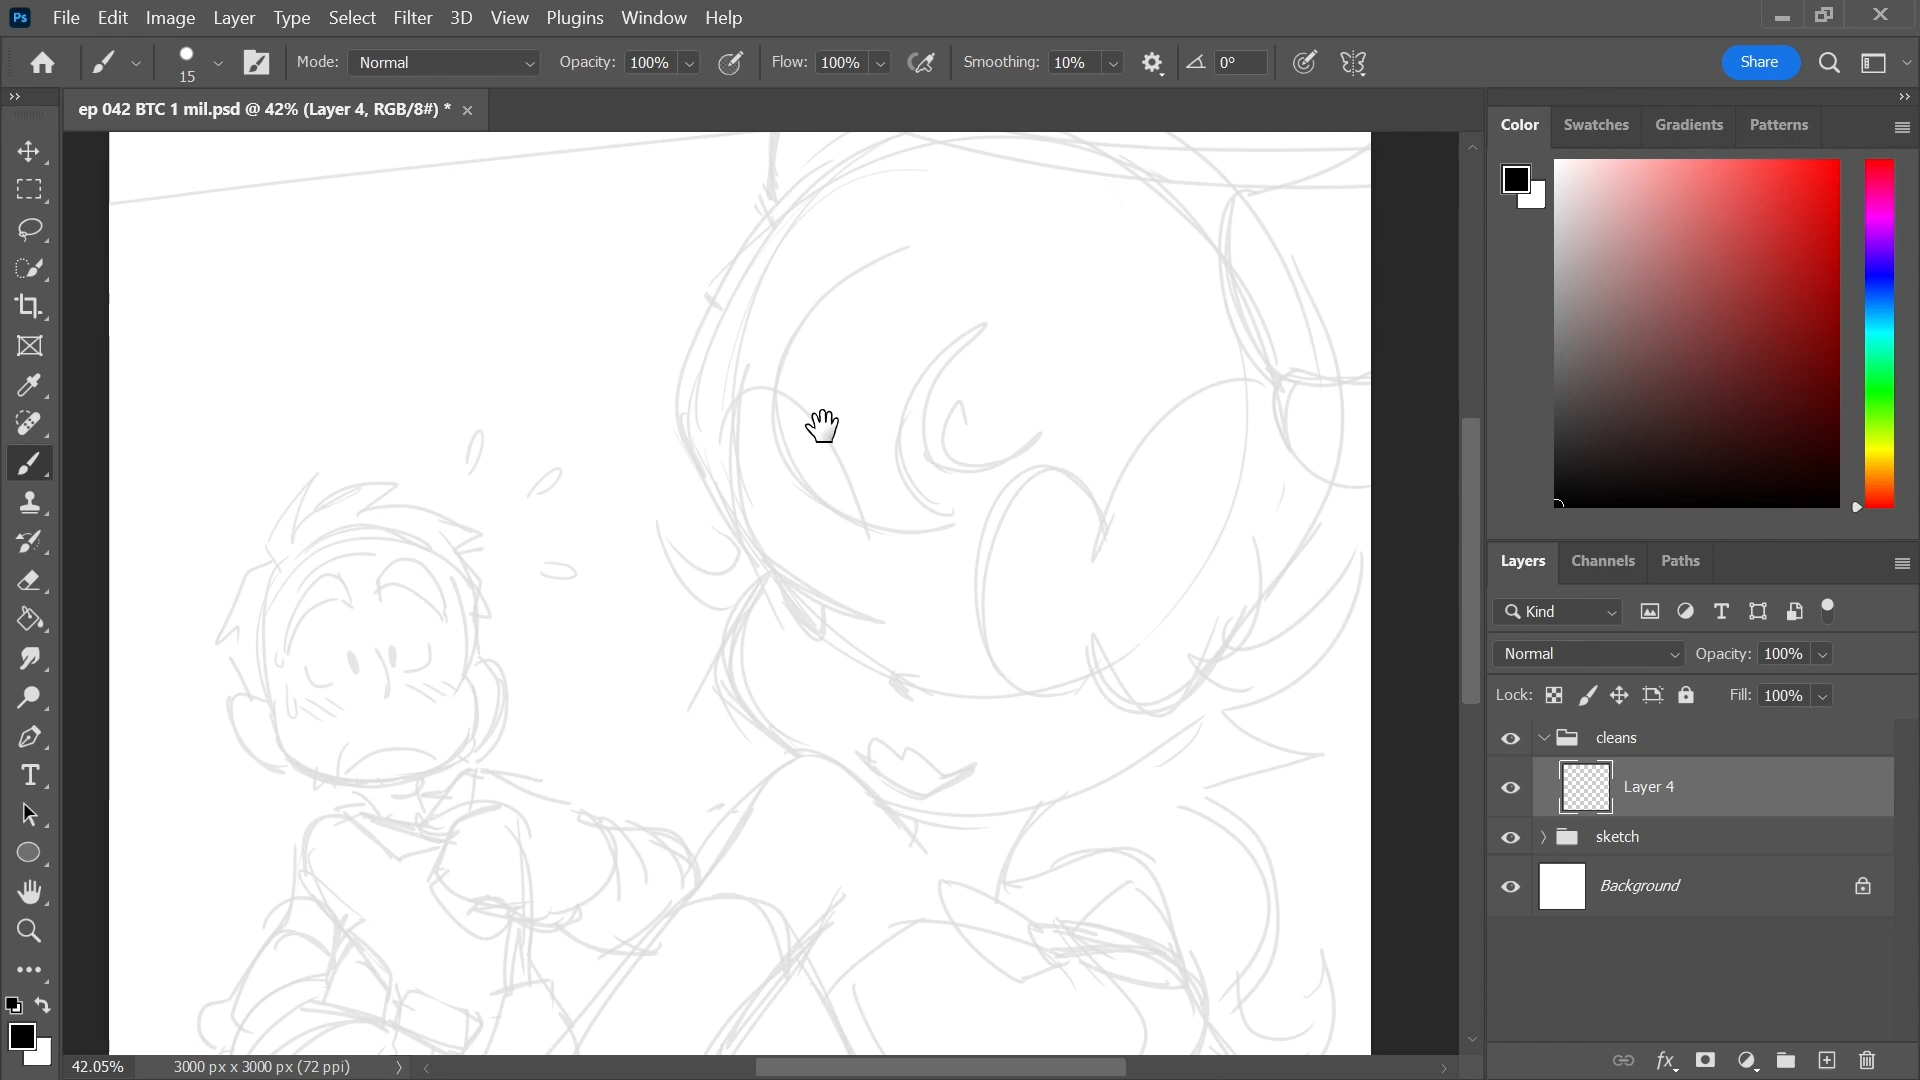 Ps File Edit Image Layer Type Select Filter 3D View Plugins Window Help
15 Mode: Normal Opacity: 100% Flow: 100% Smoothing: 10% 0° Share
ep 042 BTC 1 mil.psd @ 42% (Layer 4, RGB/8#) *
Color Swatches Gradients Patterns
Layers Channels Paths
Kind
Normal Opacity: 100%
Lock: Fill: 100%
cleans
Layer 4
sketch
Background
42.05% 3000 px x 3000 px (72 ppi)